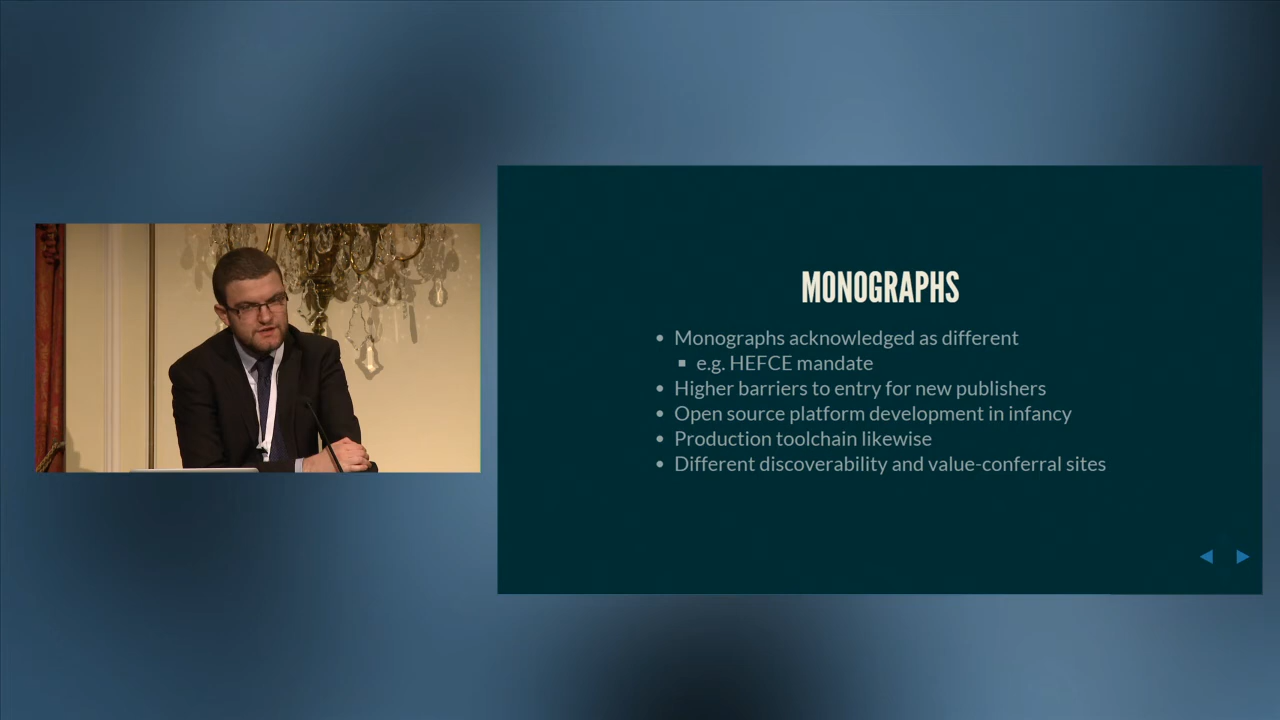 MONOGRAPHS
• Monographs acknowledged as different
▪ e.g. HEFCE mandate
• Higher barriers to entry for new publishers
• Open source platform development in infancy
• Production toolchain likewise
• Different discoverability and value-conferral sites